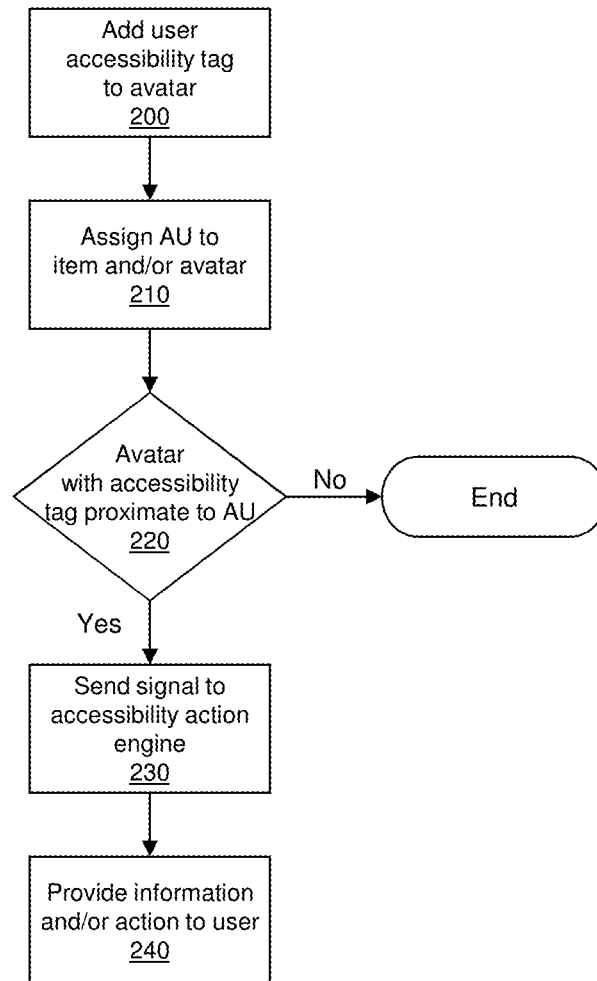 Add user
accessibility tag
to avatar
200
Assign AU to
item and/or avatar
210
Avatar
with accessibility
tag proximate to AU
220
No
End
Yes
Send signal to
accessibility action
engine
230
Provide information
and/or action to user
240